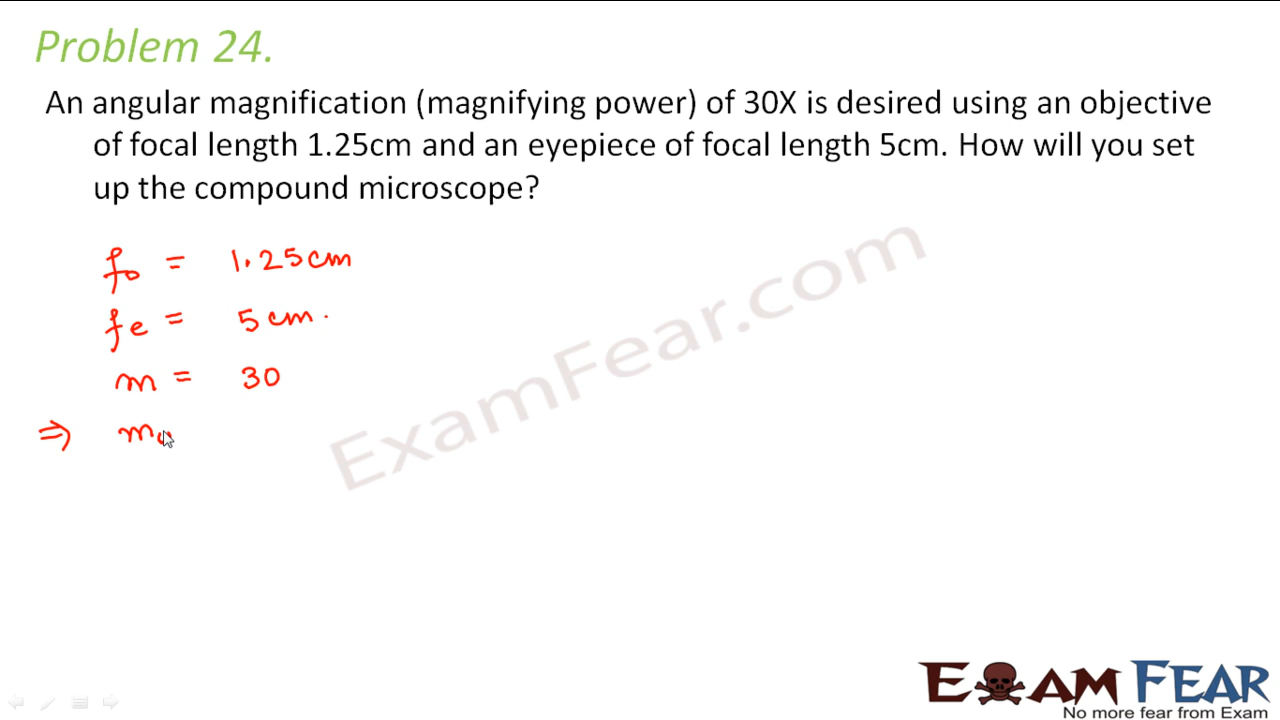 Problem 24.
An angular magnification (magnifying power) of 30X is desired using an objective
of focal length 1.25cm and an eyepiece of focal length 5cm. How will you set
up the compound microscope?
fo = 1.25cm
fe = 5cm.
m = 30
⇒ mo
ExamFear.com
EXAM FEAR
No more fear from Exam